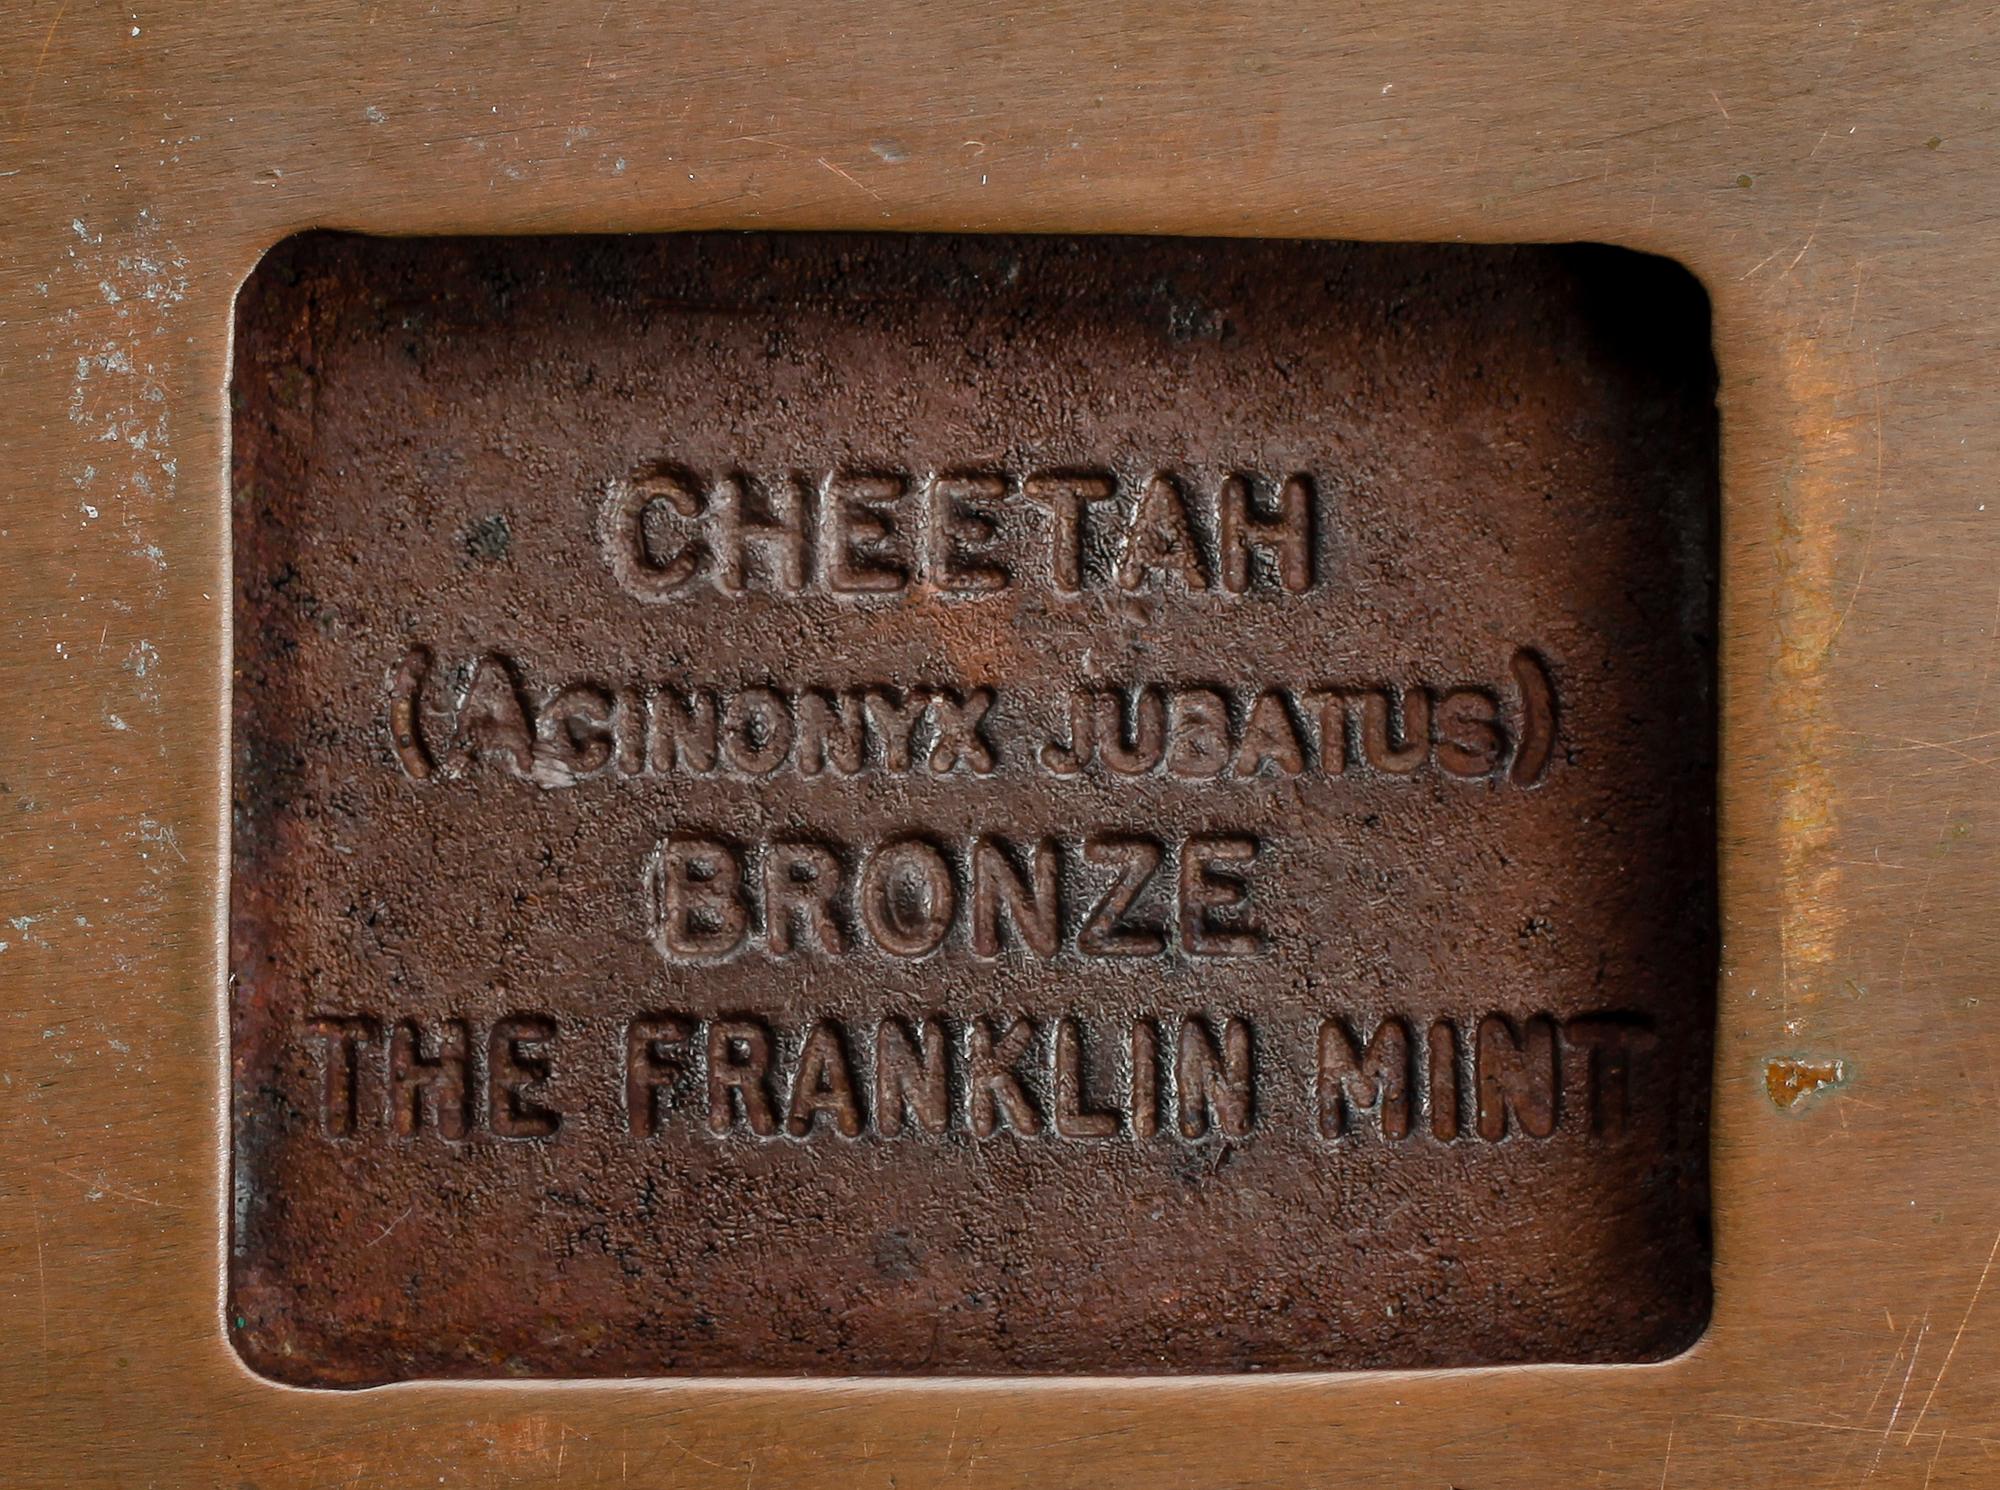 CHEETAH
(ACINONYX JUBATUS)
BRONZE
THE FRANKLIN MINT